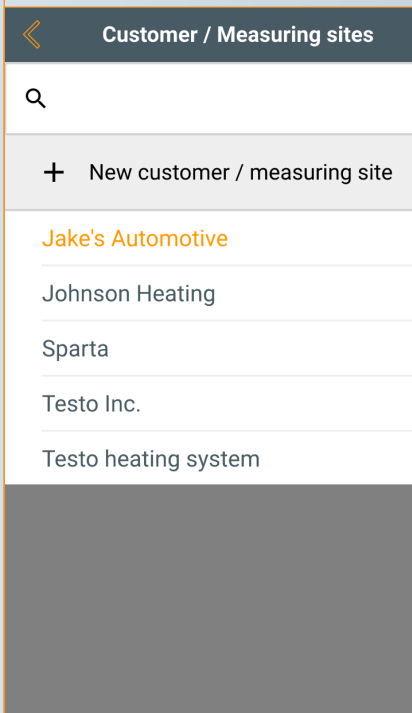 Customer / Measuring sites
New customer / measuring site
Jake's Automotive
Johnson Heating
Sparta
Testo Inc.
Testo heating system